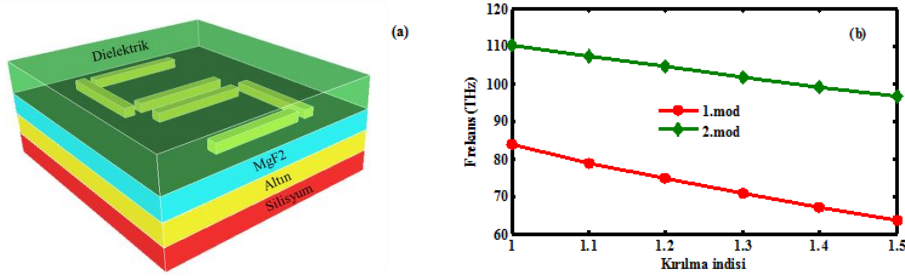 (a)
Dielektrik
MgF2
Altın
Silisyum
(b)
Frekans (THz)
120
110
100
90
80
70
60
1.mod
2.mod
1 1.1 1.2 1.3 1.4 1.5
Kırılma indisi